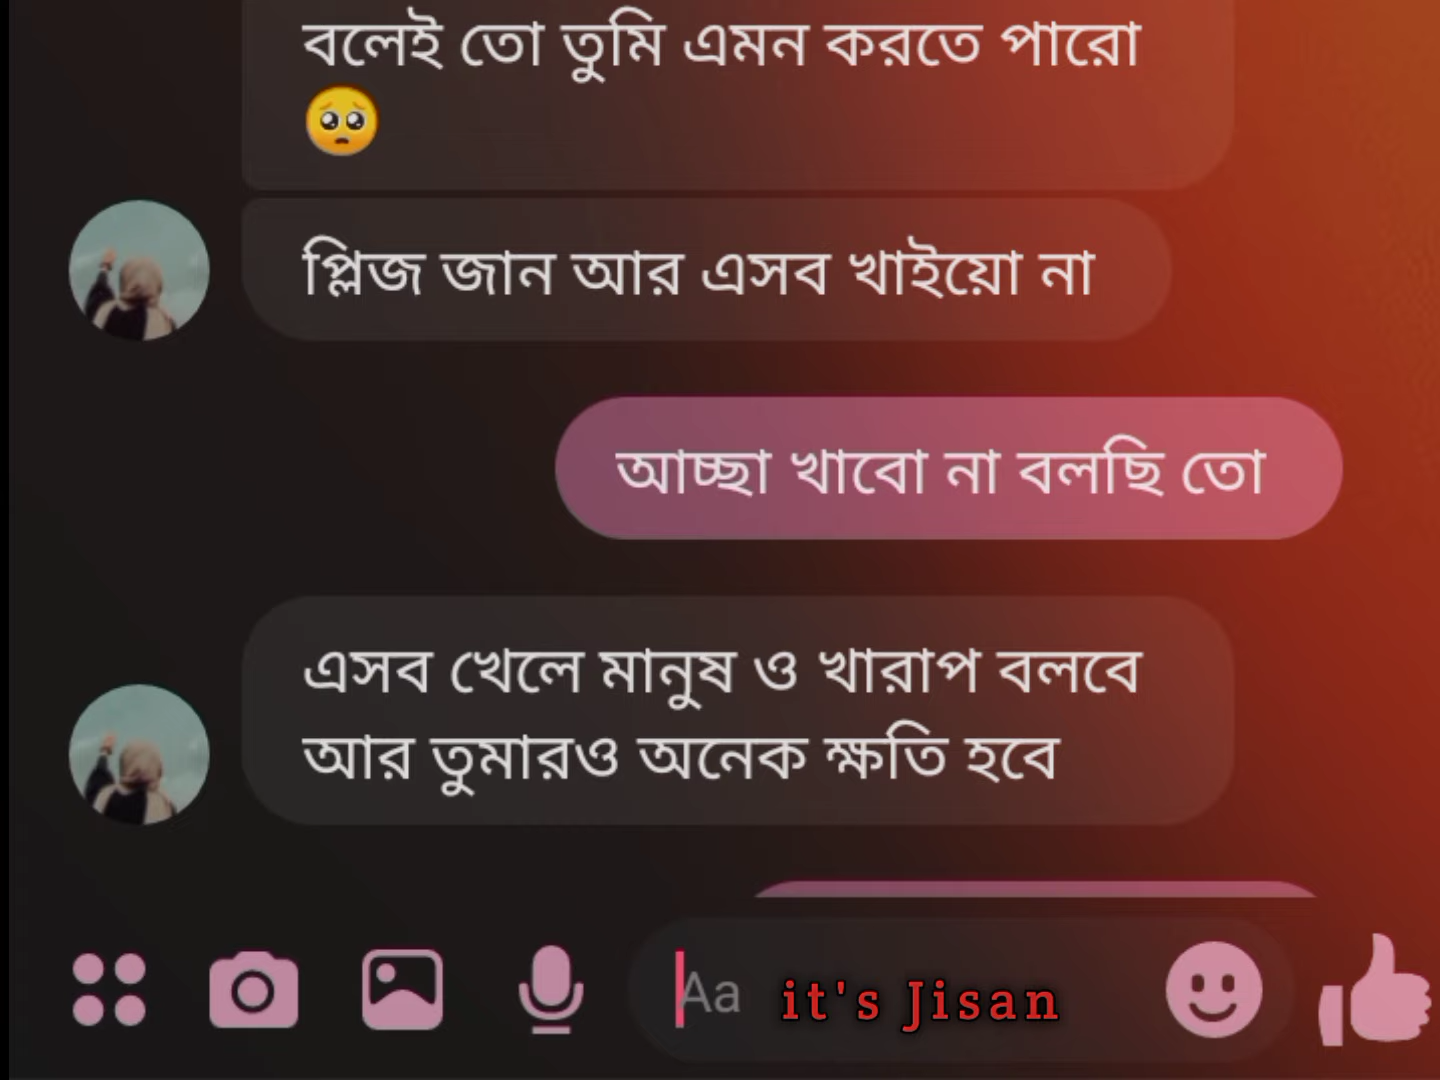 বলেই তো তুমি এমন করতে পারো
🥺
প্লিজ জান আর এসব খাইয়ো না
আচ্ছা খাবো না বলছি তো
এসব খেলে মানুষ ও খারাপ বলবে
আর তুমারও অনেক ক্ষতি হবে
Aa it's Jisan